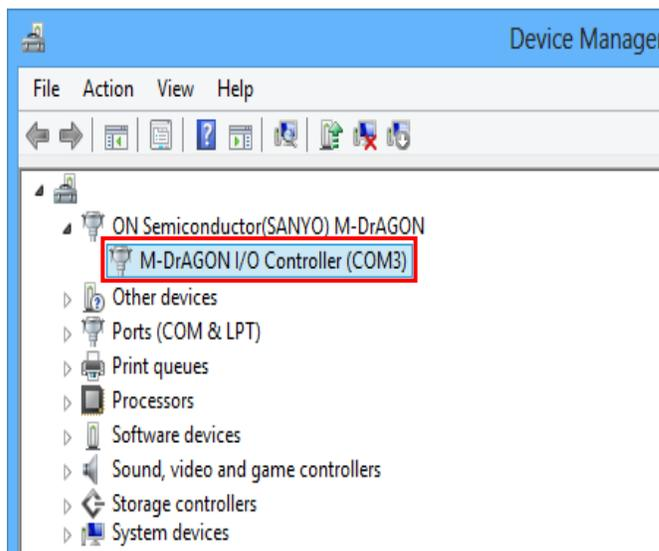 Device Manager
File Action View Help
ON Semiconductor(SANYO) M-DrAGON
M-DrAGON I/O Controller (COM3)
Other devices
Ports (COM & LPT)
Print queues
Processors
Software devices
Sound, video and game controllers
Storage controllers
System devices